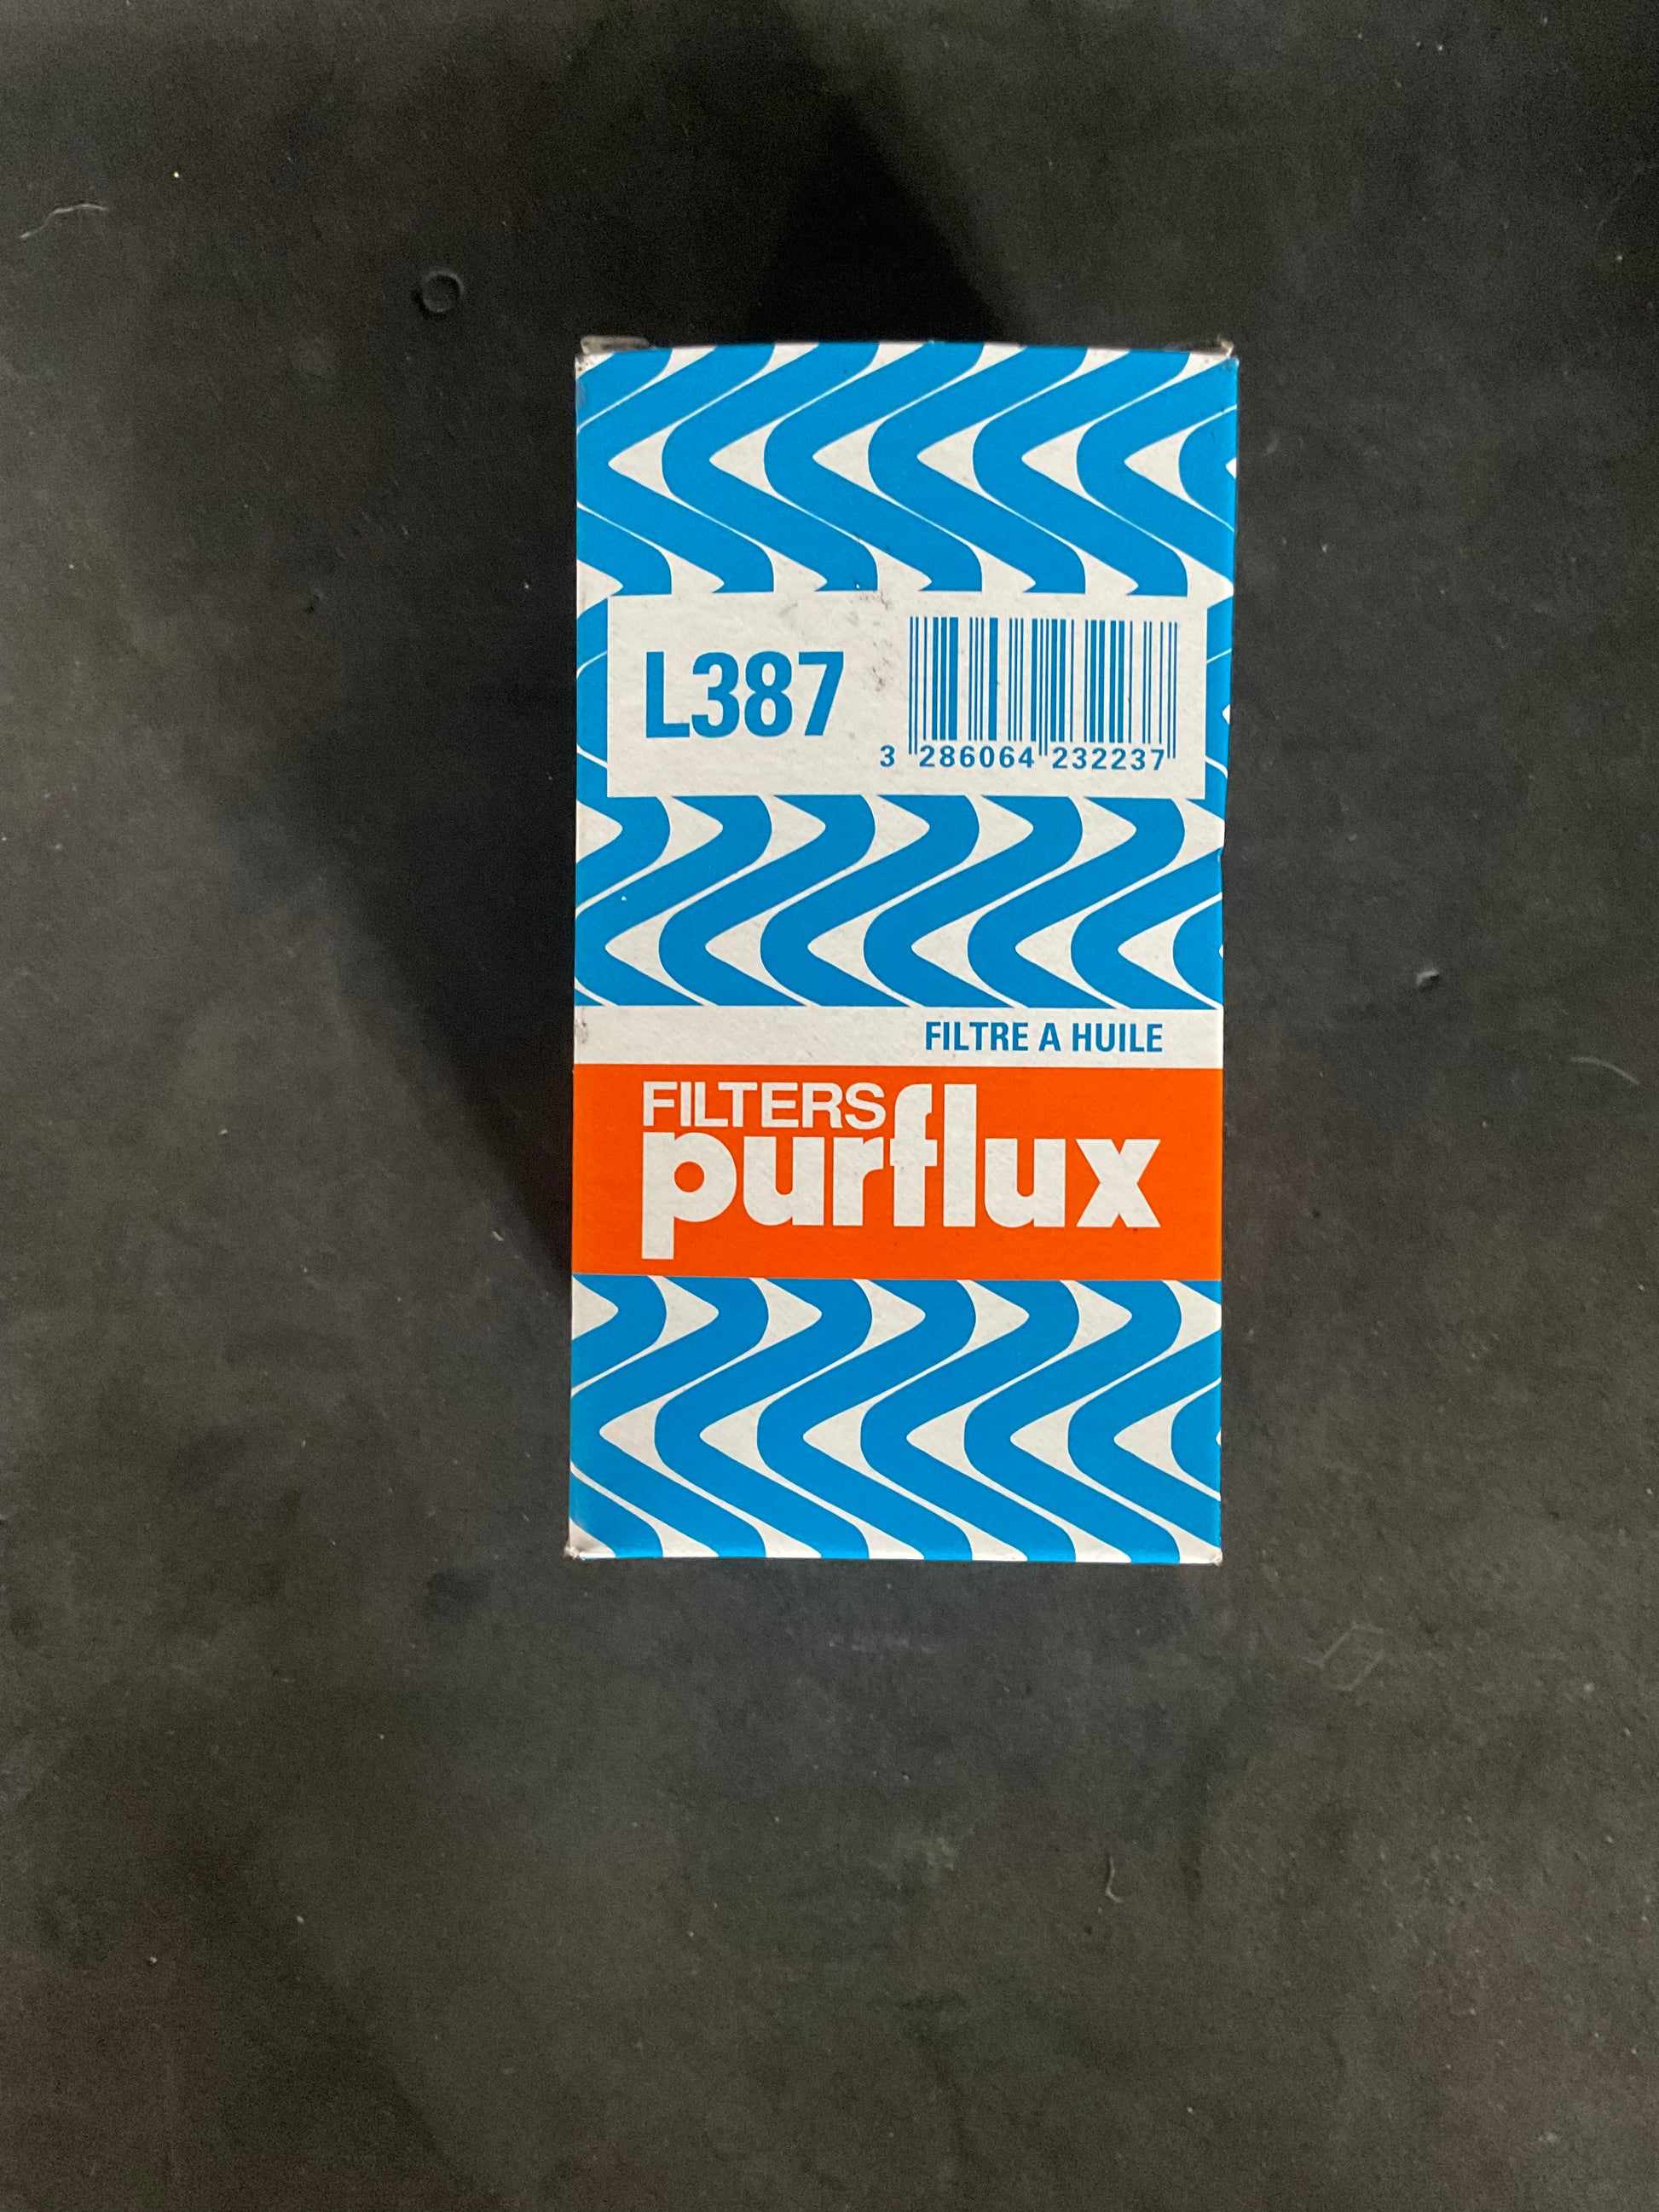 L387
3 286064 232237
FILTRE A HUILE
FILTERS
purflux